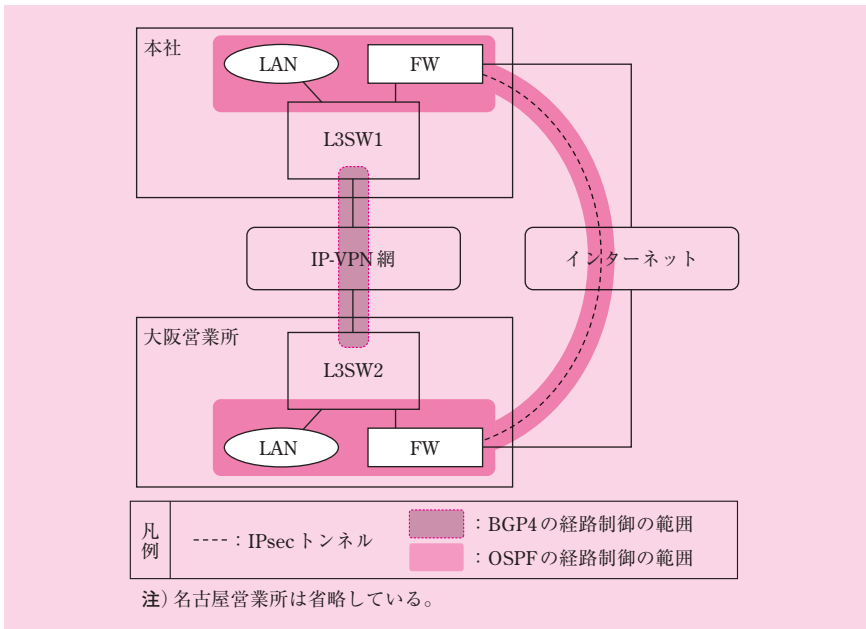 本社
LAN
FW
L3SW1
IP-VPN網
インターネット
大阪営業所
L3SW2
LAN
FW
凡例
：IPsecトンネル
：BGP4の経路制御の範囲
：OSPFの経路制御の範囲
注）名古屋営業所は省略している。